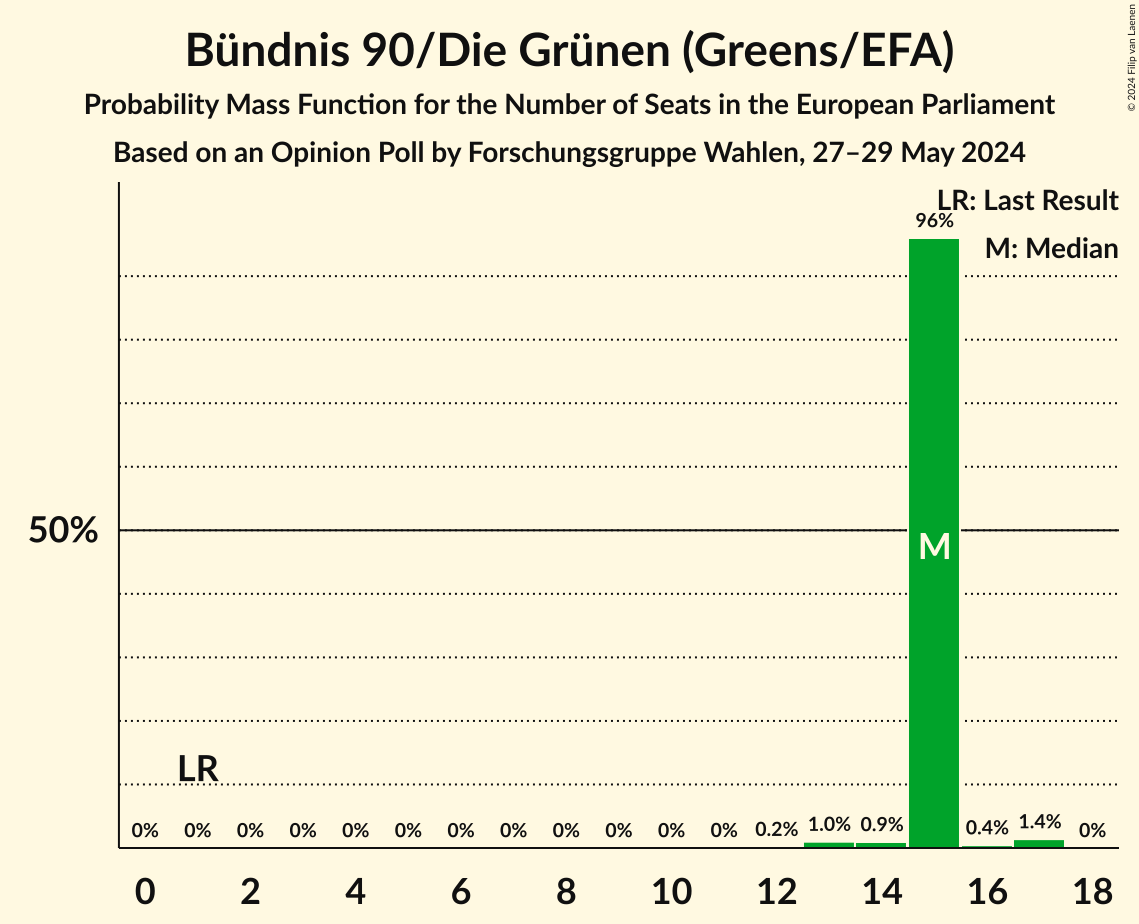 Bündnis 90/Die Grünen (Greens/EFA)
Probability Mass Function for the Number of Seats in the European Parliament
Based on an Opinion Poll by Forschungsgruppe Wahlen, 27–29 May 2024
© 2024 Filip van Laenen
LR: Last Result
M: Median
96%
50%
M
LR
0% 0% 0% 0% 0% 0% 0% 0% 0% 0% 0% 0% 0.2% 1.0% 0.9% 0.4% 1.4% 0%
0 2 4 6 8 10 12 14 16 18